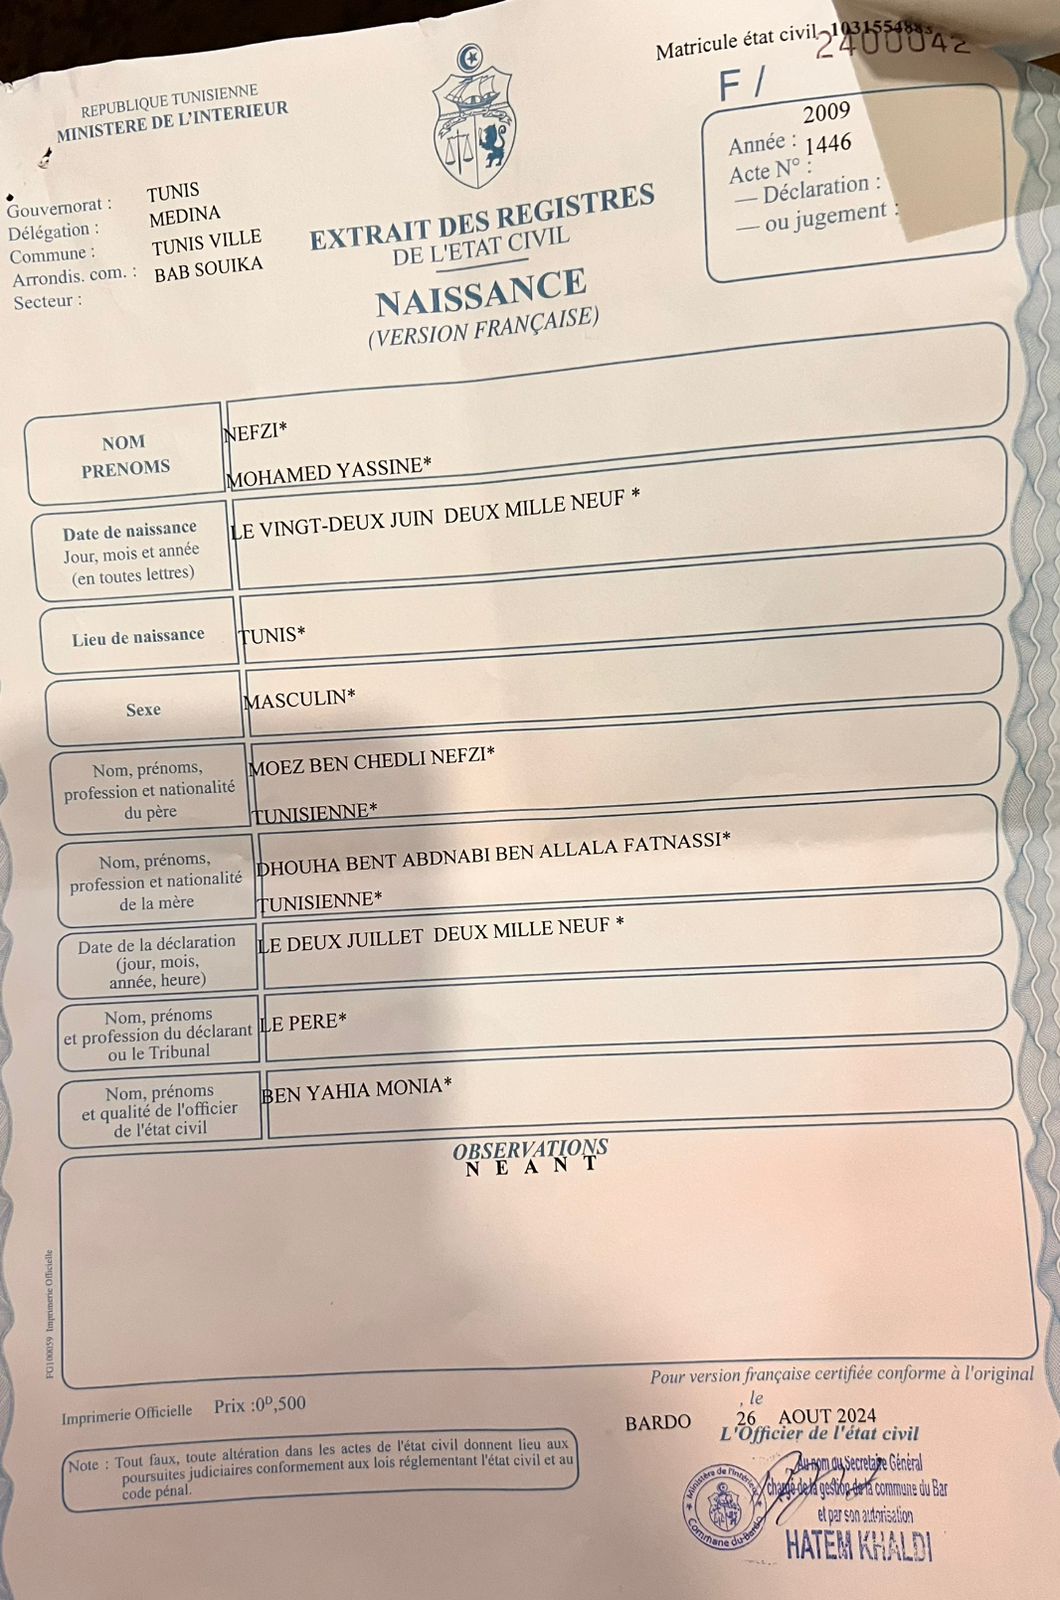 Matricule état civil
2400042
F /
REPUBLIQUE TUNISIENNE
MINISTERE DE L'INTERIEUR
Gouvernorat : TUNIS
Délégation : MEDINA
Commune : TUNIS VILLE
Arrondis. com. : BAB SOUIKA
Secteur :
Année : 2009
Acte N° : 1446
— Déclaration :
— ou jugement :
EXTRAIT DES REGISTRES
DE L'ETAT CIVIL
NAISSANCE
(VERSION FRANÇAISE)
NOM NEFZI*
PRENOMS MOHAMED YASSINE*
Date de naissance LE VINGT-DEUX JUIN DEUX MILLE NEUF *
Jour, mois et année
(en toutes lettres)
Lieu de naissance TUNIS*
Sexe MASCULIN*
Nom, prénoms, MOEZ BEN CHEDLI NEFZI*
profession et nationalité
du père TUNISIENNE*
Nom, prénoms, DHOUHA BENT ABDNABI BEN ALLALA FATNASSI*
profession et nationalité
de la mère TUNISIENNE*
Date de la déclaration LE DEUX JUILLET DEUX MILLE NEUF *
(jour, mois,
année, heure)
Nom, prénoms
et profession du déclarant LE PERE*
ou le Tribunal
Nom, prénoms BEN YAHIA MONIA*
et qualité de l'officier
de l'état civil
OBSERVATIONS
N E A N T
FG100059 Imprimerie Officielle
Pour version française certifiée conforme à l'original
, le
BARDO 26 AOUT 2024
L'Officier de l'état civil
Imprimerie Officielle Prix :0ᴰ,500
Note : Tout faux, toute altération dans les actes de l'état civil donnent lieu aux
poursuites judiciaires conformement aux lois réglementant l'état civil et au
code pénal.
Au nom du Secretaire Général
chargé de la gestion de la commune du Bar
et par son autorisation
HATEM KHALDI
Ministère de l'Intérieur
Commune du Bardo